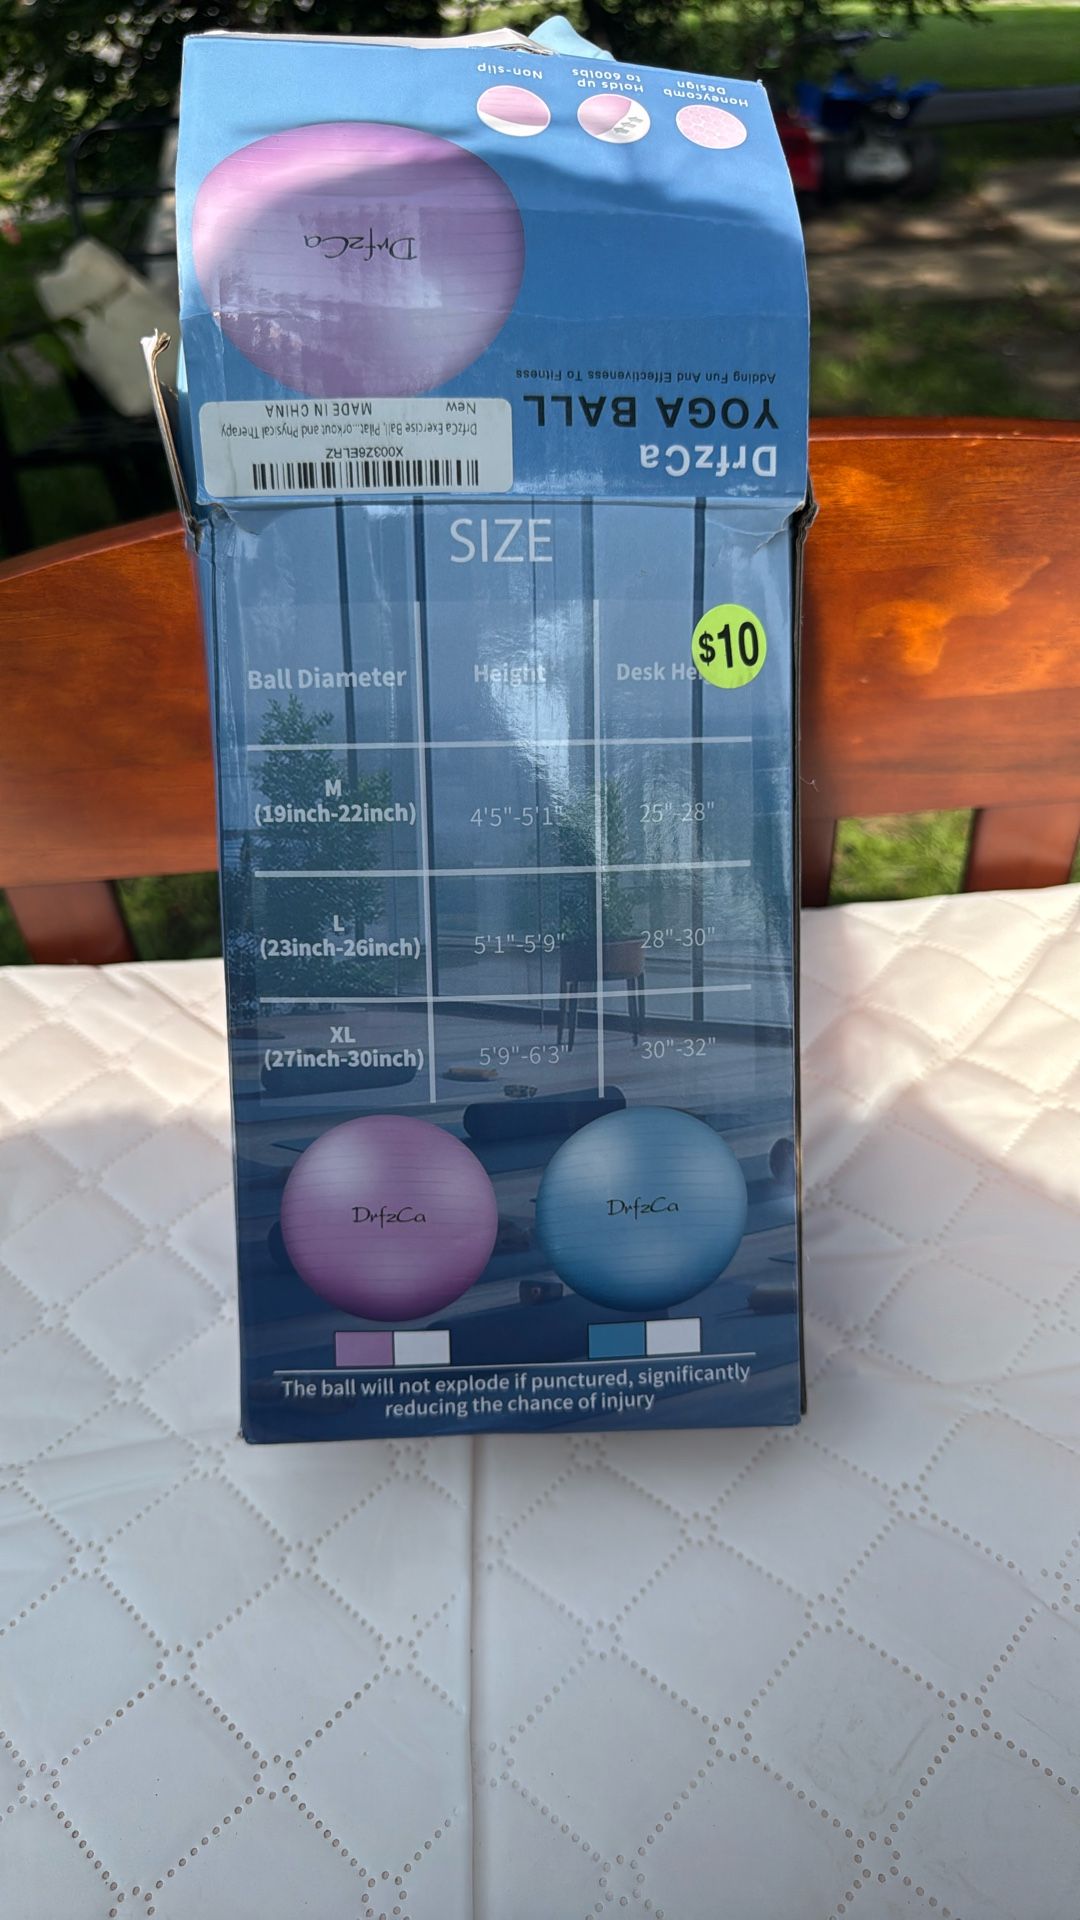 Honeycomb
Design
Holds up
to 600lbs
Non-slip
DrfzCa
DrfzCa
YOGA BALL
Adding Fun And Effectiveness To Fitness
X003Z6ELRZ
DrfzCa Exercise Ball, Pilat...orkout and Physical Therapy
New
MADE IN CHINA
SIZE
$10
Ball Diameter Height Desk
M
(19inch-22inch) 4'5"-5'1" 25"-28"
L
(23inch-26inch) 5'1"-5'9" 28"-30"
XL
(27inch-30inch) 5'9"-6'3" 30"-32"
DrfzCa
DrfzCa
The ball will not explode if punctured, significantly
reducing the chance of injury